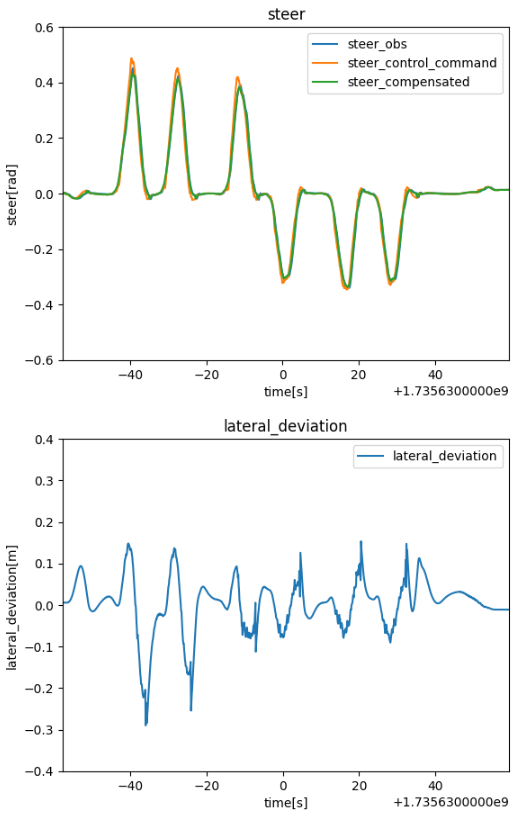 steer
0.6
0.4
0.2
0.0
−0.2
−0.4
−0.6
steer[rad]
steer_obs
steer_control_command
steer_compensated
−40 −20 0 20 40
time[s]
+1.7356300000e9
lateral_deviation
0.4
0.3
0.2
0.1
0.0
−0.1
−0.2
−0.3
−0.4
lateral_deviation[m]
lateral_deviation
−40 −20 0 20 40
time[s]
+1.7356300000e9